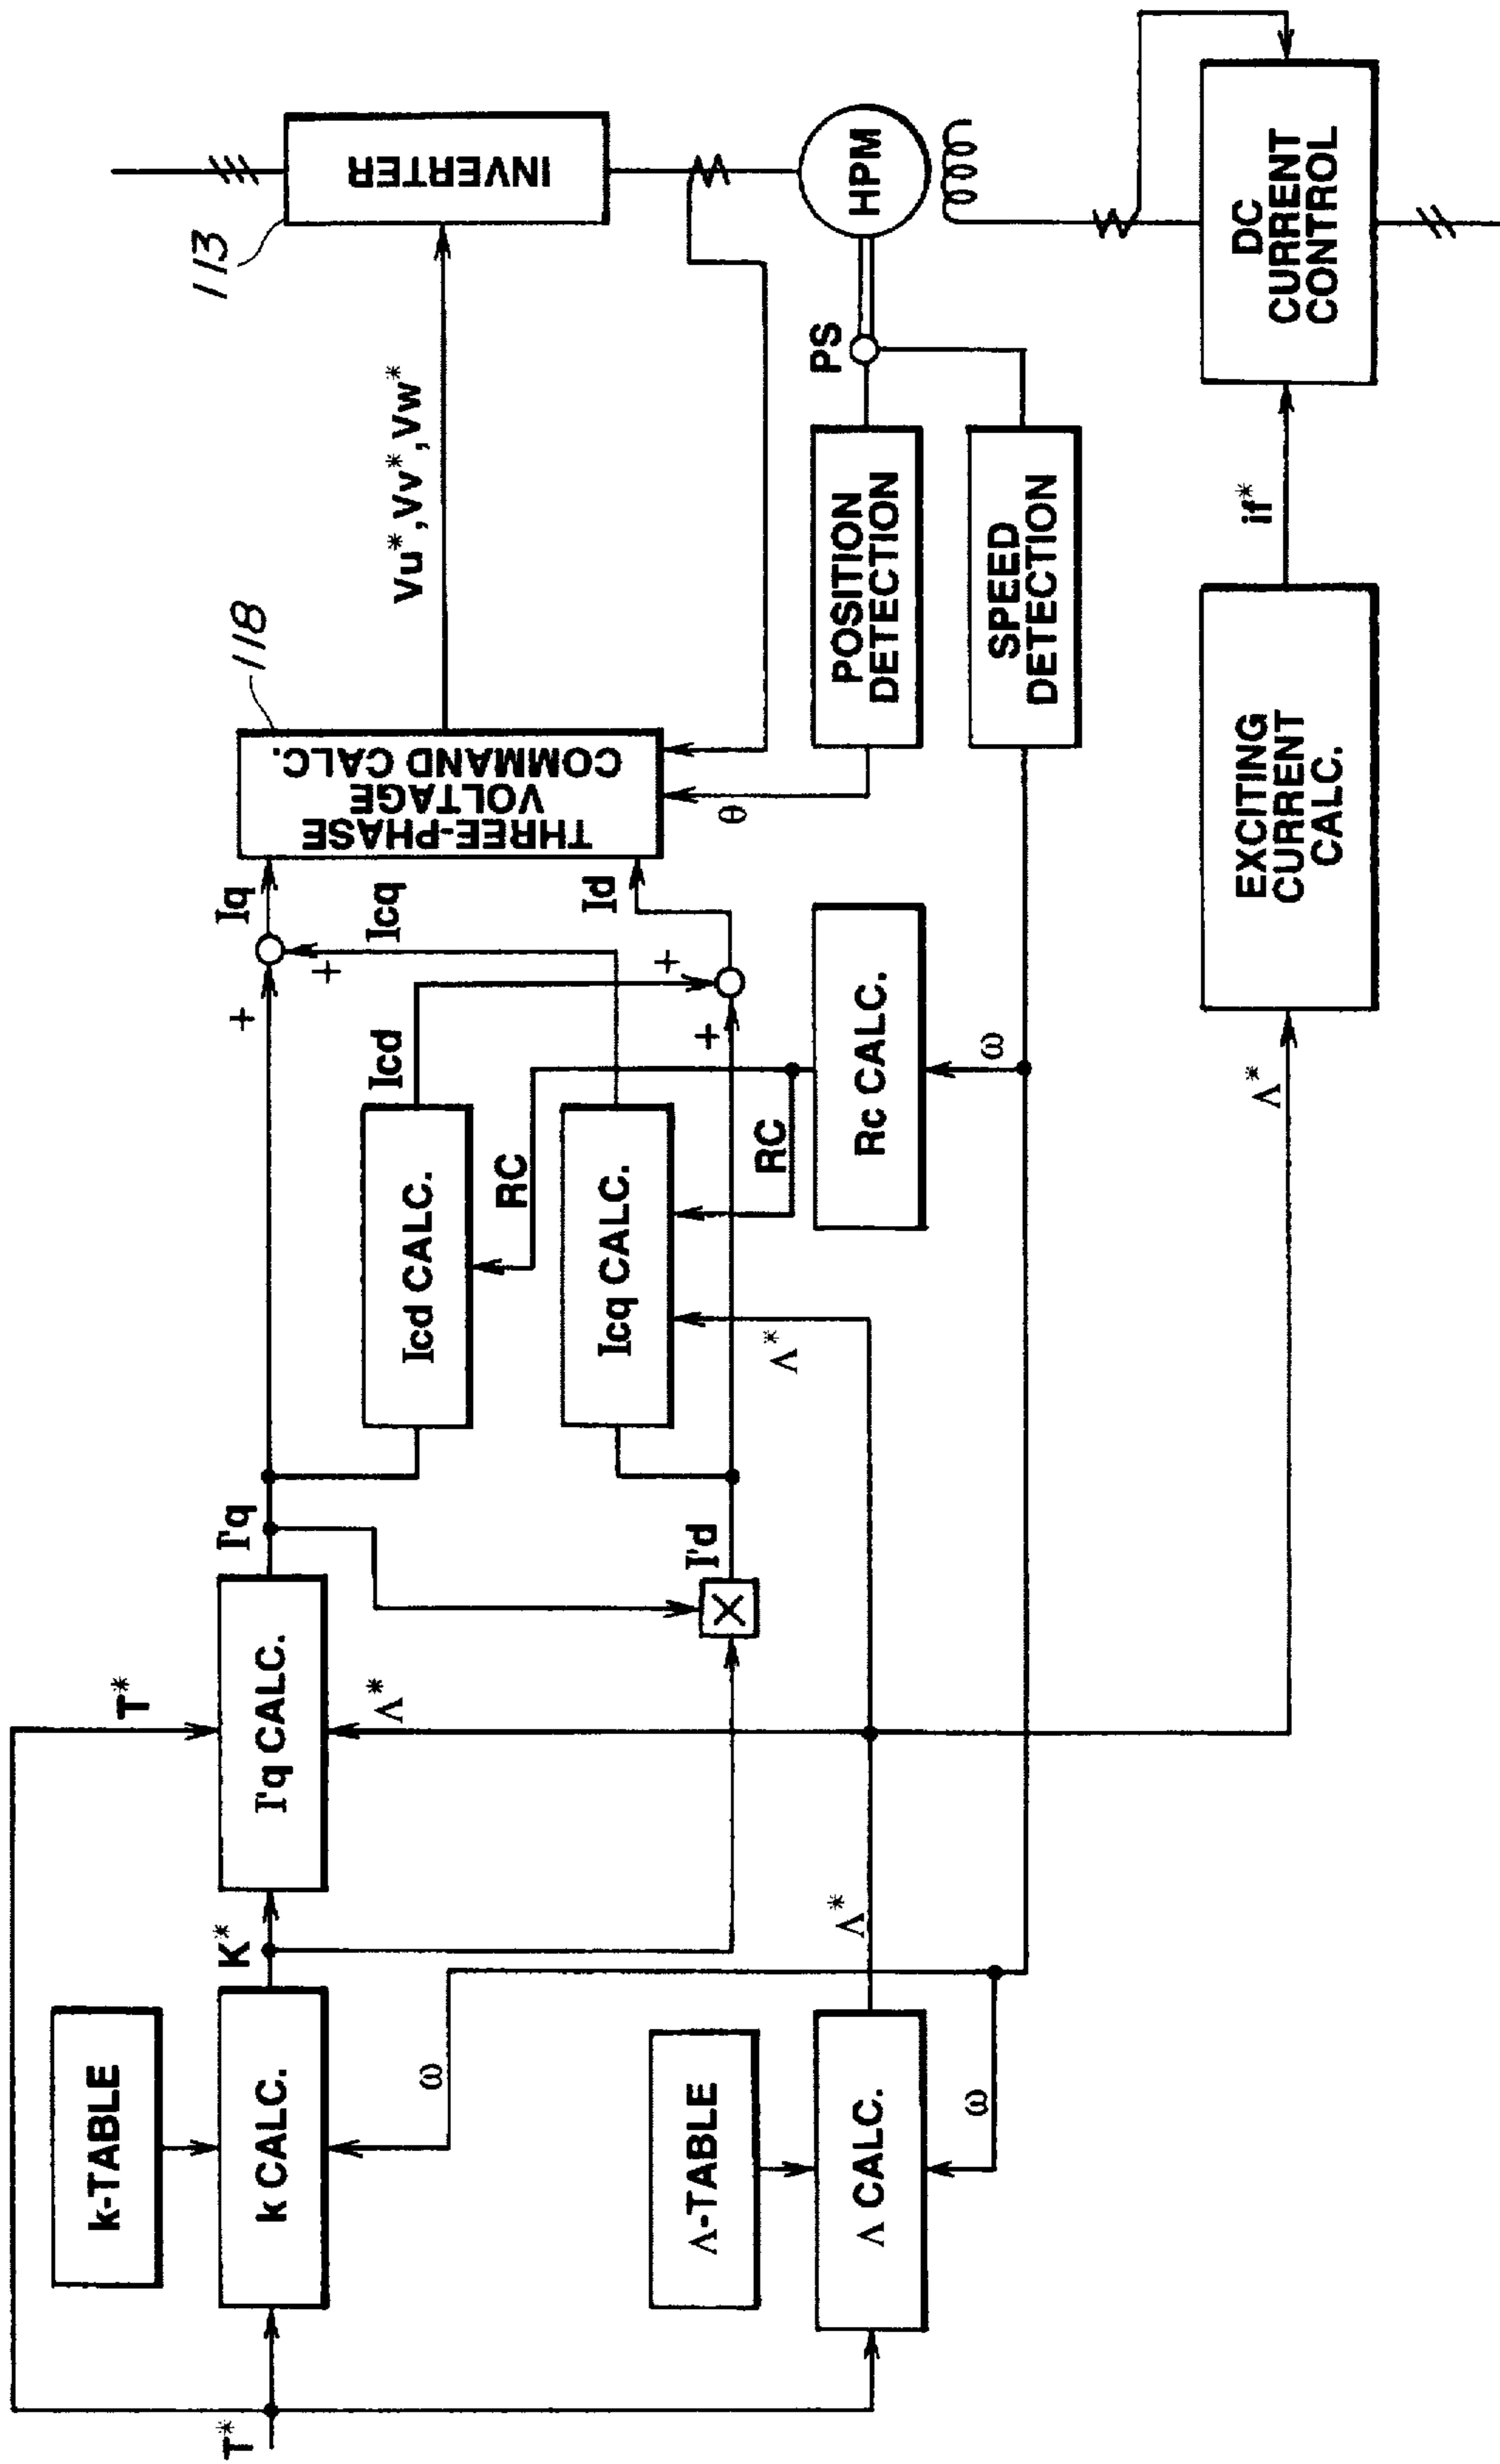 T*
T*
k-TABLE
k CALC.
K*
I'q CALC.
I'q
+
+
Iq
Icq
THREE-PHASE
VOLTAGE
COMMAND CALC.
118
Vu*,Vv*,Vw*
113
INVERTER
ω
Λ*
Icd CALC.
Icd
RC
Icq CALC.
+
+
Id
I'd
×
RC
Λ*
θ
Λ-TABLE
Λ CALC.
Λ*
ω
Rc CALC.
ω
PS
HPM
POSITION
DETECTION
SPEED
DETECTION
Λ*
EXCITING
CURRENT
CALC.
if*
DC
CURRENT
CONTROL